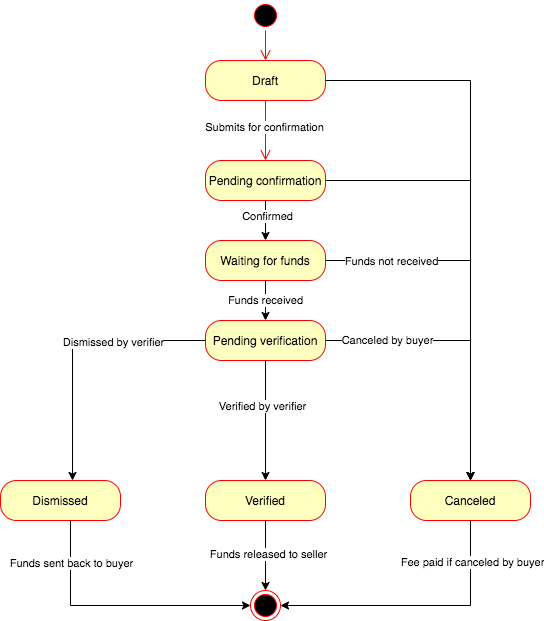 Draft
Submits for confirmation
Pending confirmation
Confirmed
Waiting for funds
Funds not received
Funds received
Dismissed by verifier
Pending verification
Canceled by buyer
Verified by verifier
Dismissed
Verified
Canceled
Funds sent back to buyer
Funds released to seller
Fee paid if canceled by buyer